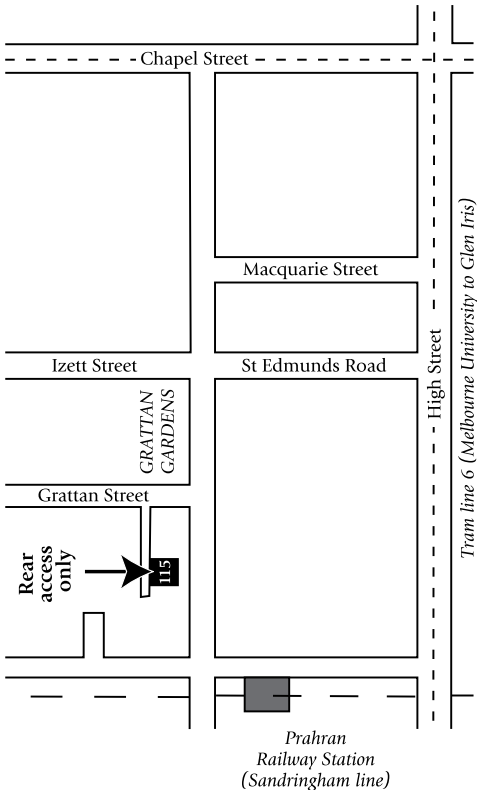 Chapel Street
Macquarie Street
Izett Street
St Edmunds Road
High Street
Tram line 6 (Melbourne University to Glen Iris)
GRATTAN
GARDENS
Grattan Street
Rear
access
only
115
Prahran
Railway Station
(Sandringham line)